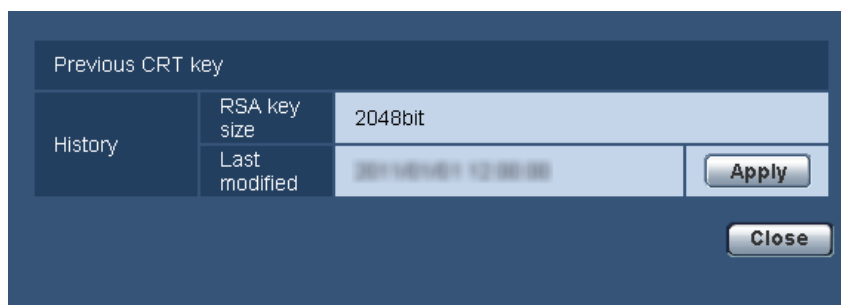 Previous CRT key
History
RSA key
size
2048bit
Last
modified
Apply
Close